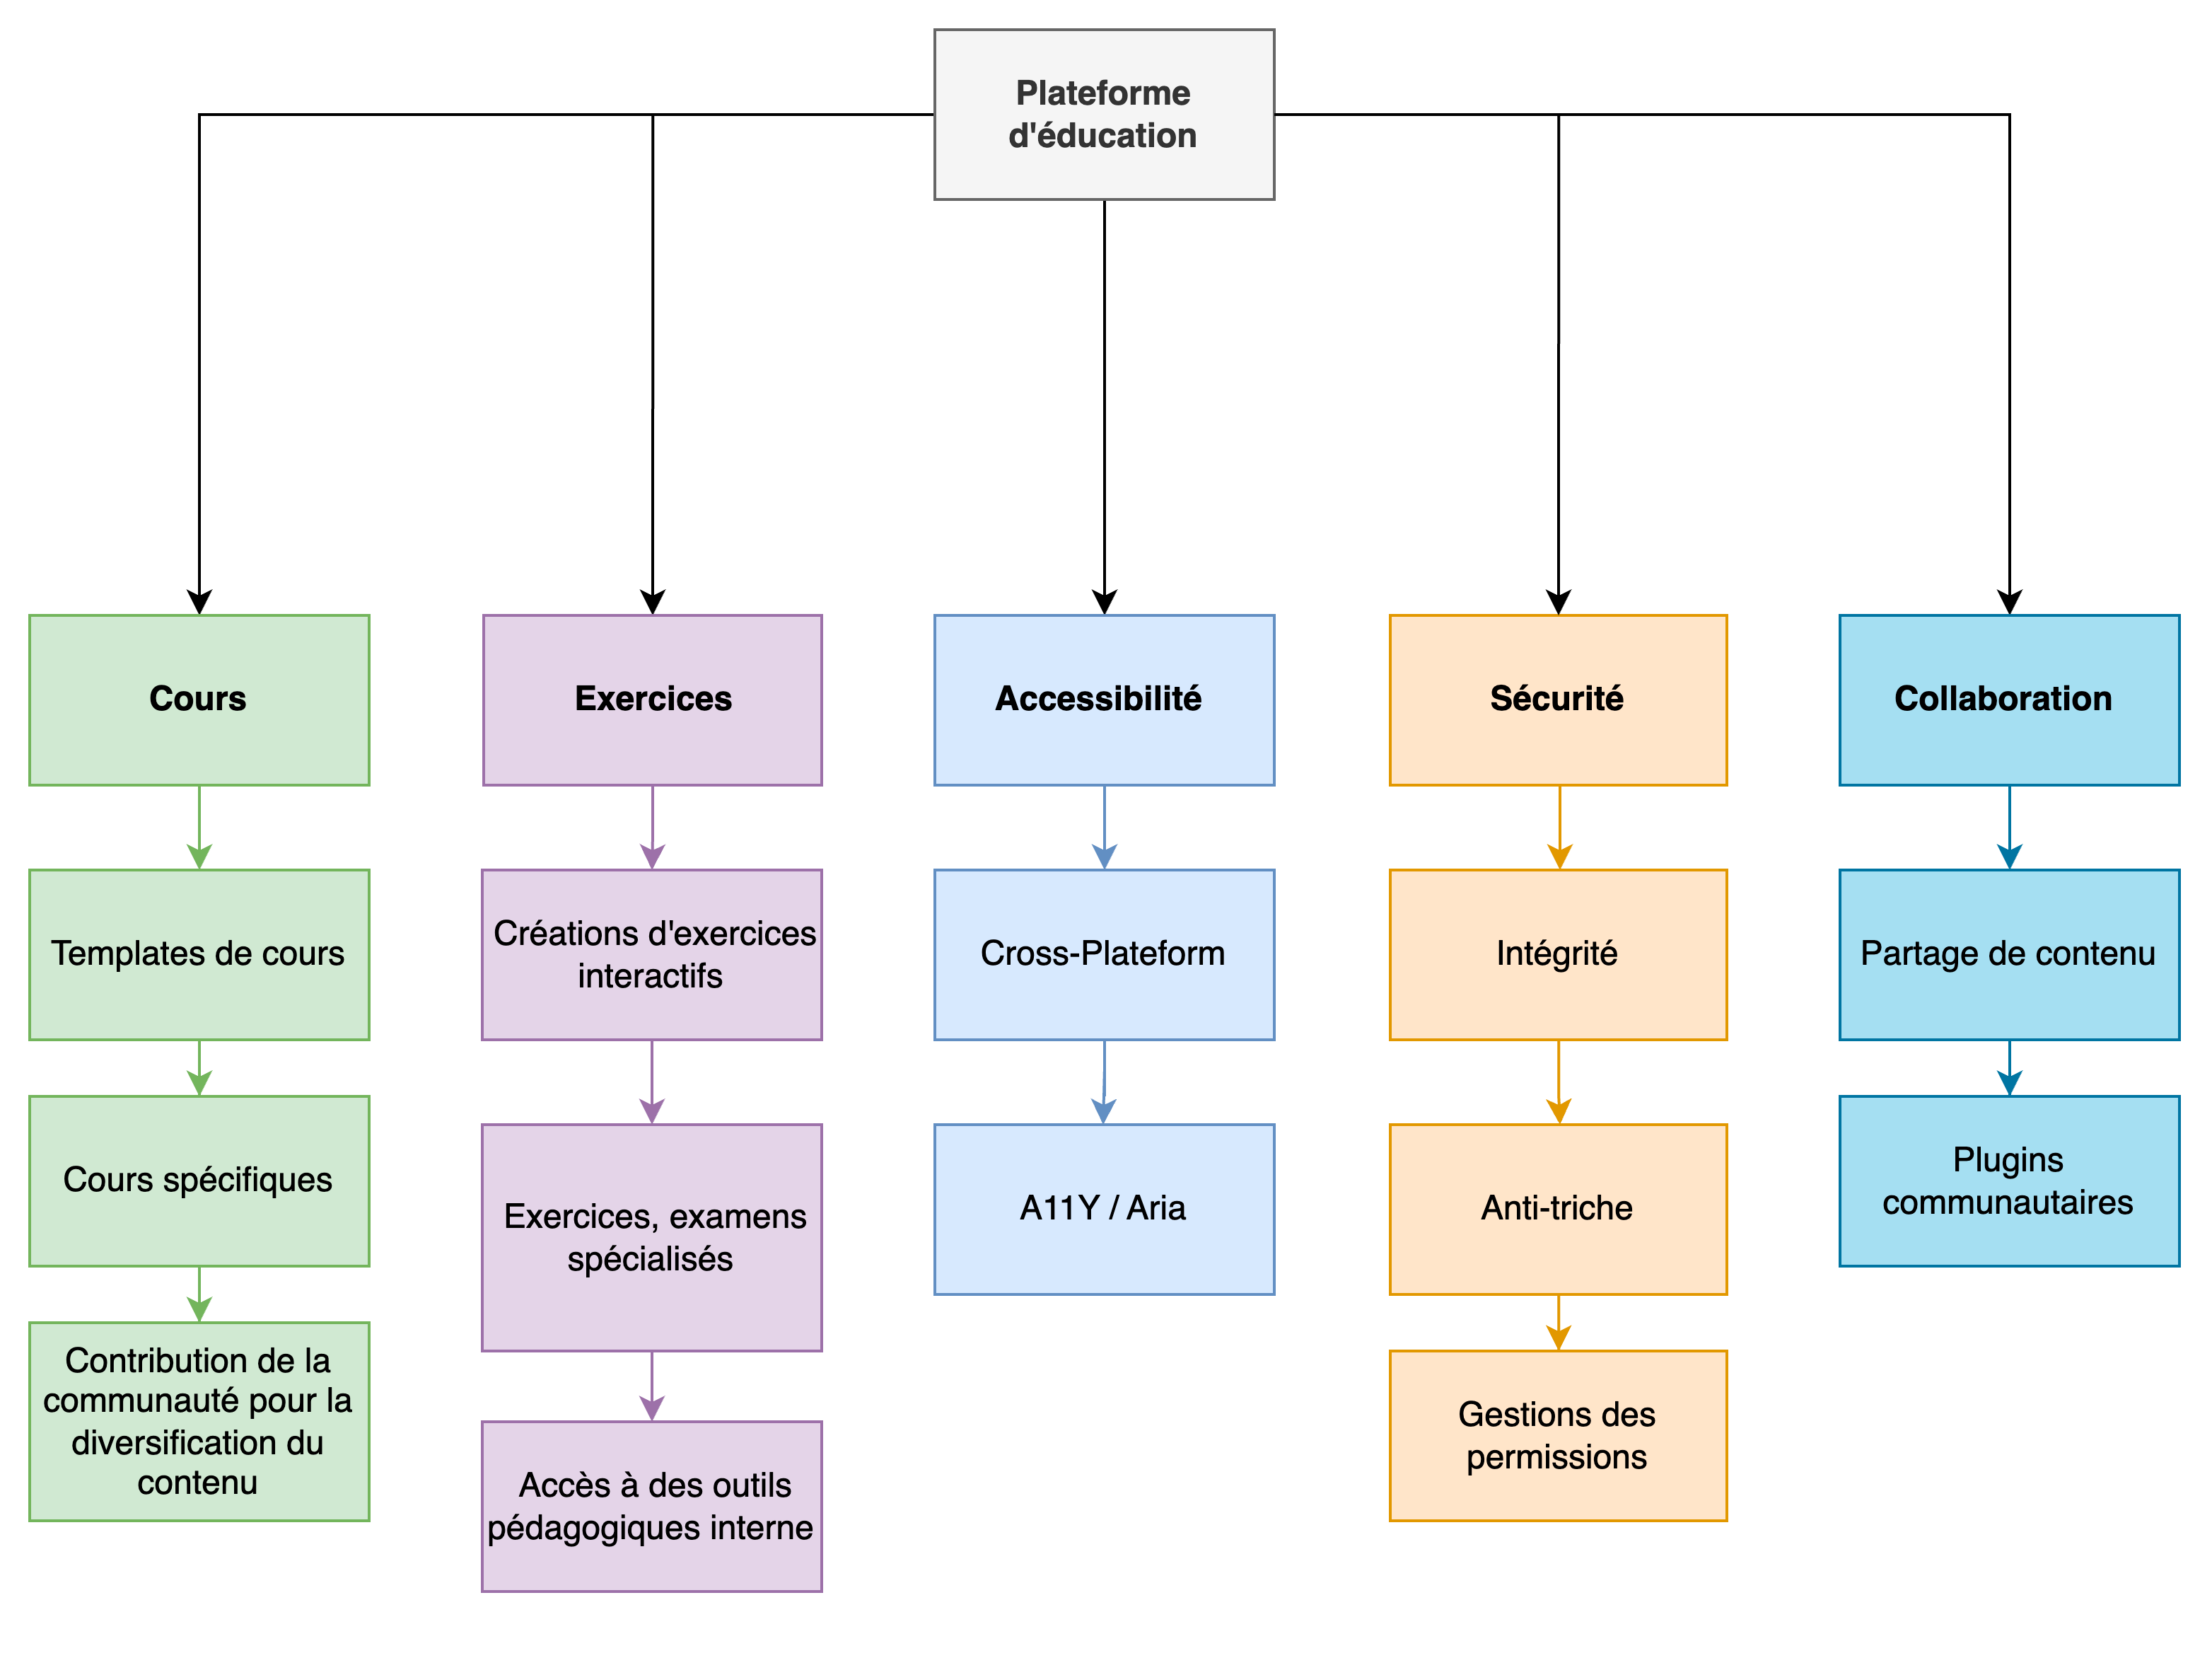 Plateforme
d'éducation
Cours
Exercices
Accessibilité
Sécurité
Collaboration
Templates de cours
Créations d'exercices
interactifs
Cross-Plateform
Intégrité
Partage de contenu
Cours spécifiques
Exercices, examens
spécialisés
A11Y / Aria
Anti-triche
Plugins
communautaires
Contribution de la
communauté pour la
diversification du
contenu
Accès à des outils
pédagogiques interne
Gestions des
permissions